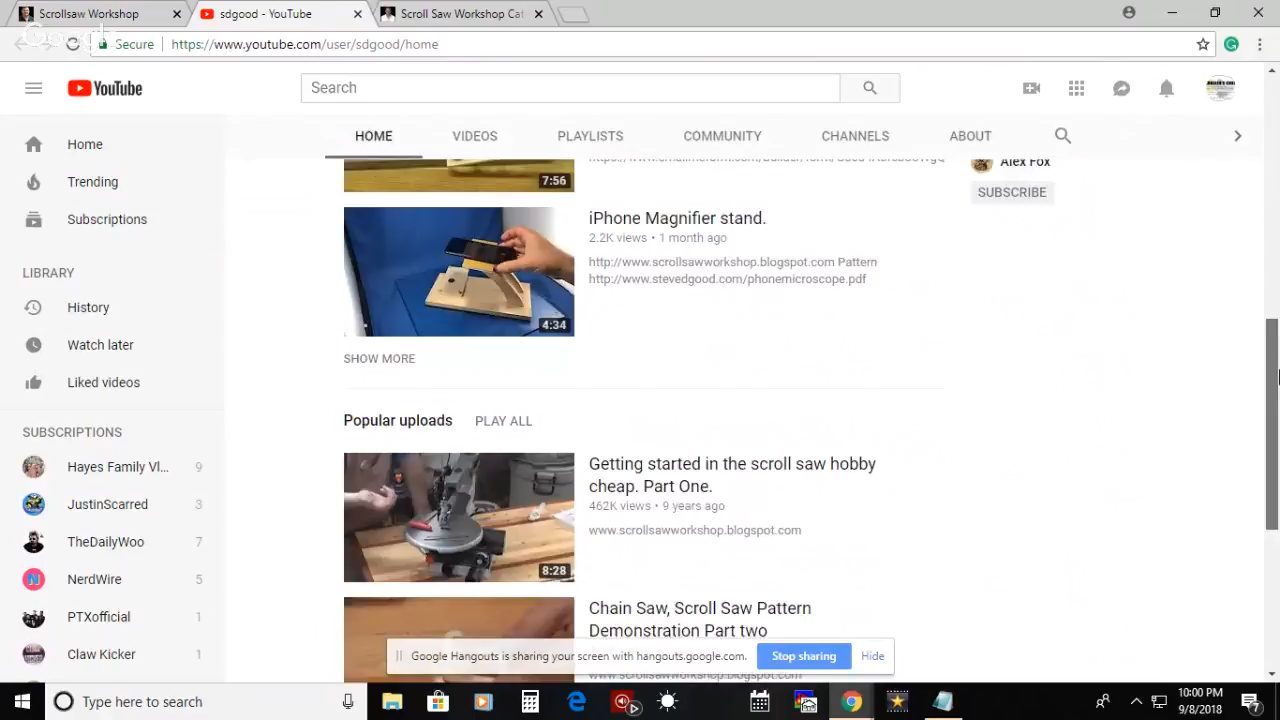 Scrollsaw Workshop
sdgood - YouTube
Scroll Saw Workshop Cat
Google
Secure
https://www.youtube.com/user/sdgood/home
YouTube
Search
HOME
VIDEOS
PLAYLISTS
COMMUNITY
CHANNELS
ABOUT
Home
Trending
Subscriptions
LIBRARY
History
Watch later
Liked videos
SUBSCRIPTIONS
Hayes Family Vl... 9
JustinScarred 3
TheDailyWoo 7
NerdWire 5
PTXofficial 1
Claw Kicker 1
7:56
Alex Fox
SUBSCRIBE
iPhone Magnifier stand.
2.2K views • 1 month ago
http://www.scrollsawworkshop.blogspot.com Pattern
http://www.stevedgood.com/phonemicroscope.pdf
4:34
SHOW MORE
Popular uploads PLAY ALL
Getting started in the scroll saw hobby
cheap. Part One.
462K views • 9 years ago
www.scrollsawworkshop.blogspot.com
8:28
Chain Saw, Scroll Saw Pattern
Demonstration Part two
www.scrollsawworkshop.blogspot.com
Google Hangouts is sharing your screen with hangouts.google.com.
Stop sharing
Hide
Type here to search
10:00 PM
9/8/2018
7